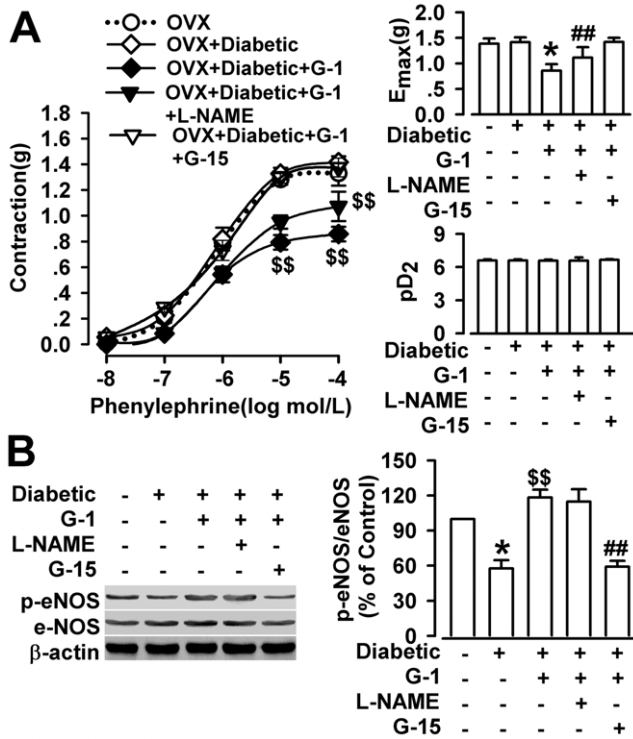 A
OVX
OVX+Diabetic
OVX+Diabetic+G-1
OVX+Diabetic+G-1
+L-NAME
OVX+Diabetic+G-1
+G-15
Contraction(g)
1.8
1.6
1.4
1.2
1.0
.8
.6
.4
.2
0.0
$$
$$
$$
-8
-7
-6
-5
-4
Phenylephrine(log mol/L)
Emax(g)
2.0
1.5
1.0
.5
0.0
*
##
Diabetic - + + + +
G-1 - - + + +
L-NAME - - - + -
G-15 - - - - +
pD2
9
6
3
0
Diabetic - + + + +
G-1 - - + + +
L-NAME - - - + -
G-15 - - - - +
B
Diabetic - + + + +
G-1 - - + + +
L-NAME - - - + -
G-15 - - - - +
p-eNOS
e-NOS
β-actin
p-eNOS/eNOS
(% of Control)
150
120
90
60
30
0
*
$$
##
Diabetic - + + + +
G-1 - - + + +
L-NAME - - - + -
G-15 - - - - +